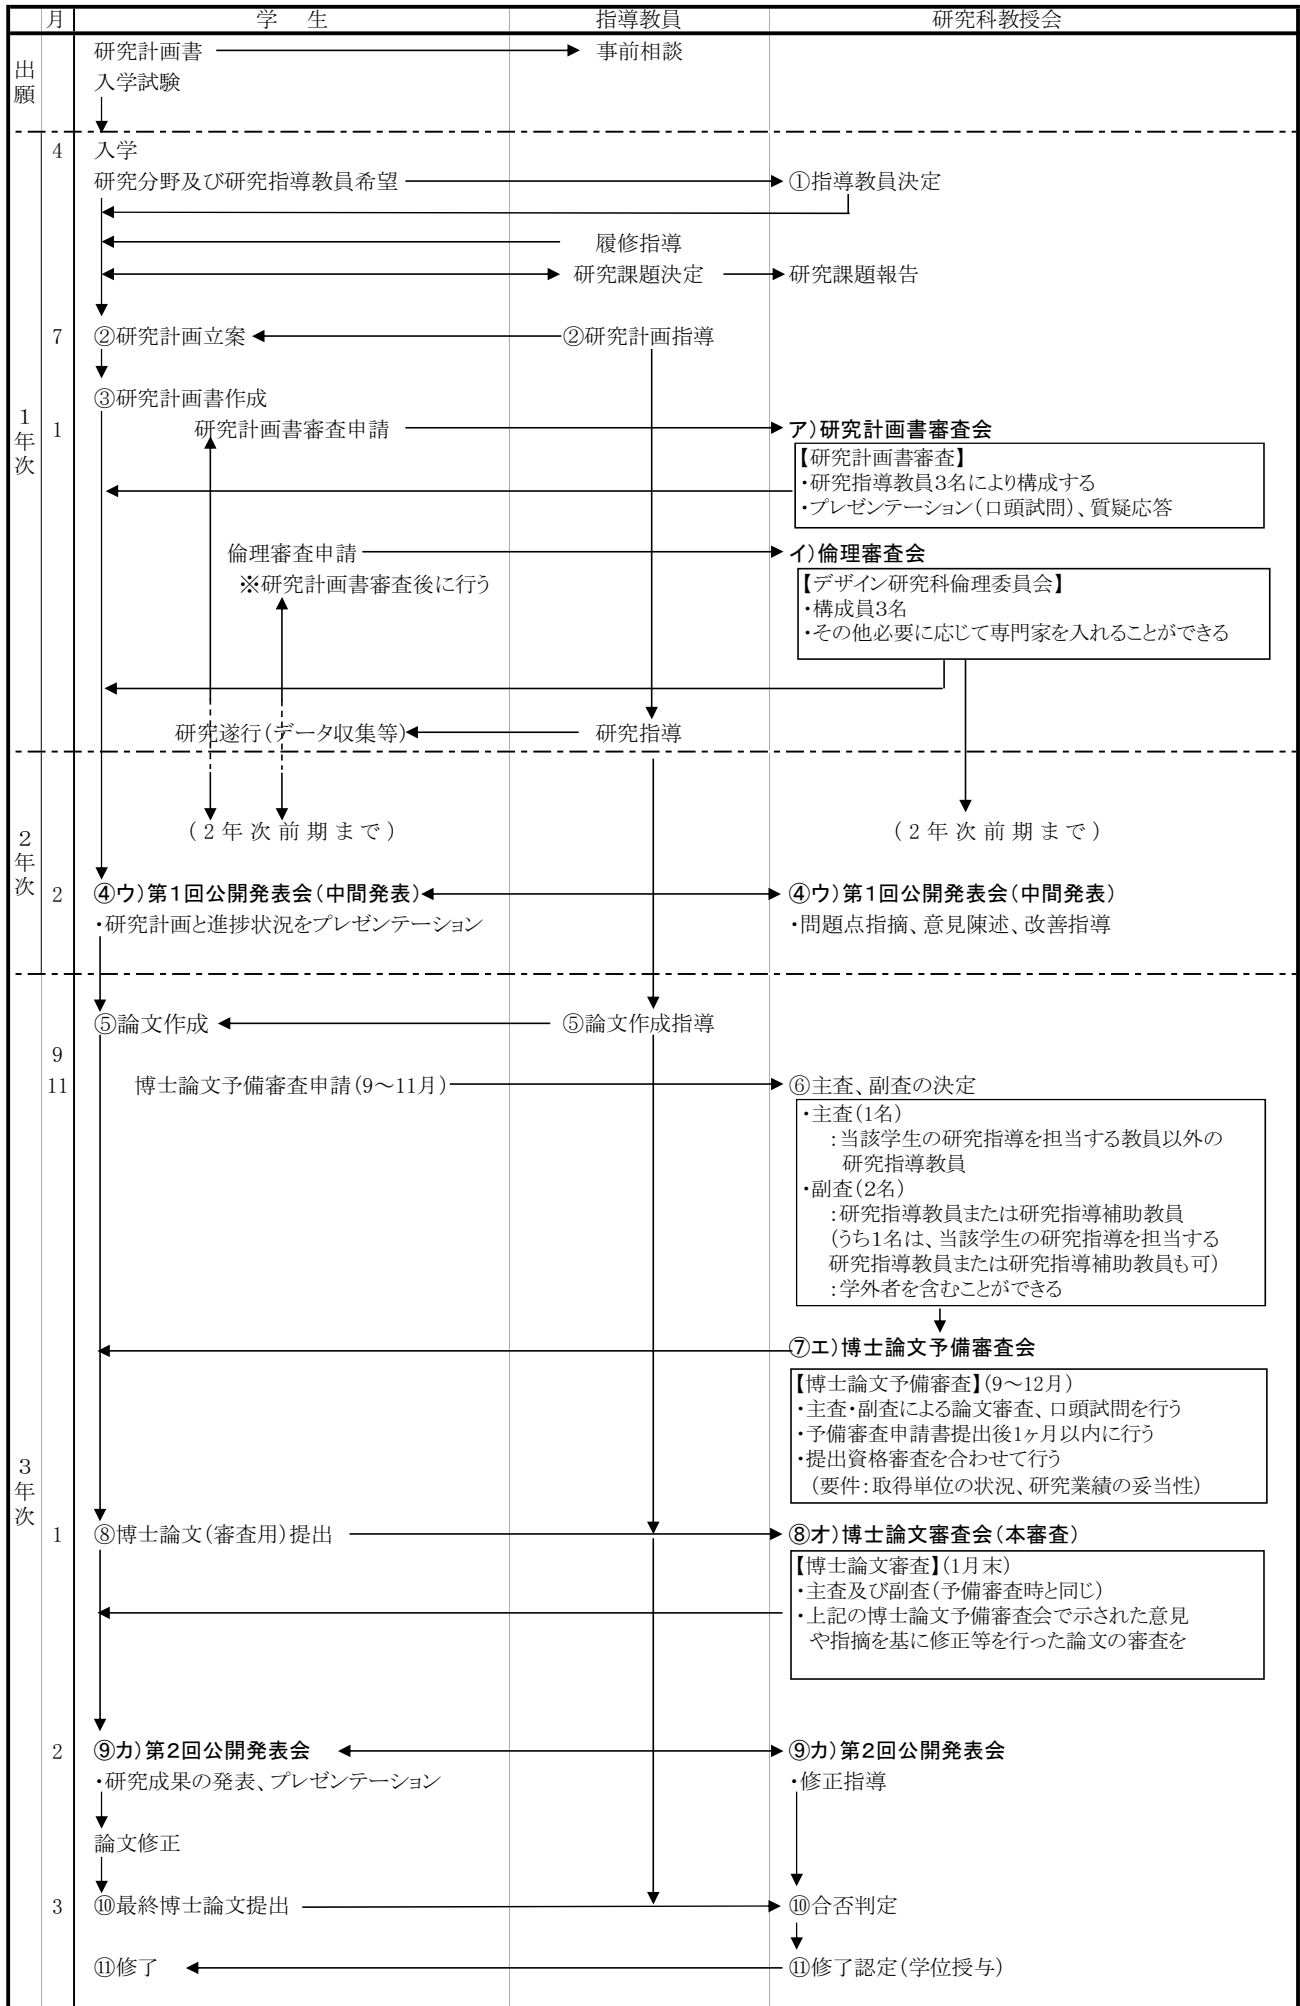 月 学 生 指導教員 研究科教授会
出願
研究計画書 事前相談
入学試験
1年次
4 入学
研究分野及び研究指導教員希望 ①指導教員決定
履修指導
研究課題決定 研究課題報告
7 ②研究計画立案 ②研究計画指導
③研究計画書作成
1 研究計画書審査申請 ア)研究計画書審査会
【研究計画書審査】
・研究指導教員3名により構成する
・プレゼンテーション(口頭試問)、質疑応答
倫理審査申請 イ)倫理審査会
※研究計画書審査後に行う
【デザイン研究科倫理委員会】
・構成員3名
・その他必要に応じて専門家を入れることができる
研究遂行(データ収集等) 研究指導
2年次
(2年次前期まで) (2年次前期まで)
2 ④ウ)第1回公開発表会(中間発表) ④ウ)第1回公開発表会(中間発表)
・研究計画と進捗状況をプレゼンテーション ・問題点指摘、意見陳述、改善指導
3年次
⑤論文作成 ⑤論文作成指導
9
11 博士論文予備審査申請(9～11月) ⑥主査、副査の決定
・主査(1名)
:当該学生の研究指導を担当する教員以外の
研究指導教員
・副査(2名)
:研究指導教員または研究指導補助教員
(うち1名は、当該学生の研究指導を担当する
研究指導教員または研究指導補助教員も可)
:学外者を含むことができる
⑦エ)博士論文予備審査会
【博士論文予備審査】(9～12月)
・主査・副査による論文審査、口頭試問を行う
・予備審査申請書提出後1ヶ月以内に行う
・提出資格審査を合わせて行う
(要件:取得単位の状況、研究業績の妥当性)
1 ⑧博士論文(審査用)提出 ⑧オ)博士論文審査会(本審査)
【博士論文審査】(1月末)
・主査及び副査(予備審査時と同じ)
・上記の博士論文予備審査会で示された意見
や指摘を基に修正等を行った論文の審査を
2 ⑨カ)第2回公開発表会 ⑨カ)第2回公開発表会
・研究成果の発表、プレゼンテーション ・修正指導
論文修正
3 ⑩最終博士論文提出 ⑩合否判定
⑪修了 ⑪修了認定(学位授与)